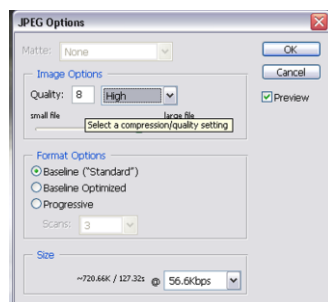 JPEG Options
Matte: None
OK
Image Options
Cancel
Quality: 8 High
Preview
small file large file
Select a compression/quality setting
Format Options
Baseline ("Standard")
Baseline Optimized
Progressive
Scans: 3
Size
~720.66K / 127.32s @ 56.6Kbps